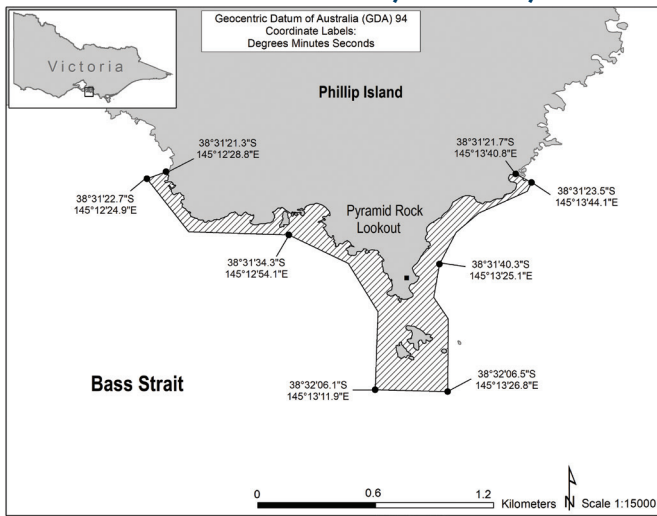 Geocentric Datum of Australia (GDA) 94
Coordinate Labels:
Degrees Minutes Seconds
Victoria
Phillip Island
38°31'21.3"S
145°12'28.8"E
38°31'21.7"S
145°13'40.8"E
38°31'22.7"S
145°12'24.9"E
38°31'23.5"S
145°13'44.1"E
Pyramid Rock
Lookout
38°31'34.3"S
145°12'54.1"E
38°31'40.3"S
145°13'25.1"E
Bass Strait
38°32'06.1"S
145°13'11.9"E
38°32'06.5"S
145°13'26.8"E
0 0.6 1.2
Kilometers N Scale 1:15000